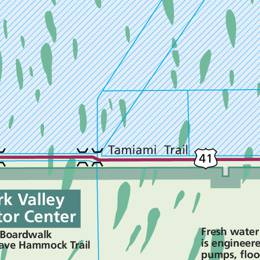 Tamiami Trail
41
rk Valley
tor Center
Boardwalk
ave Hammock Trail
Fresh water
is engineere
pumps, floo